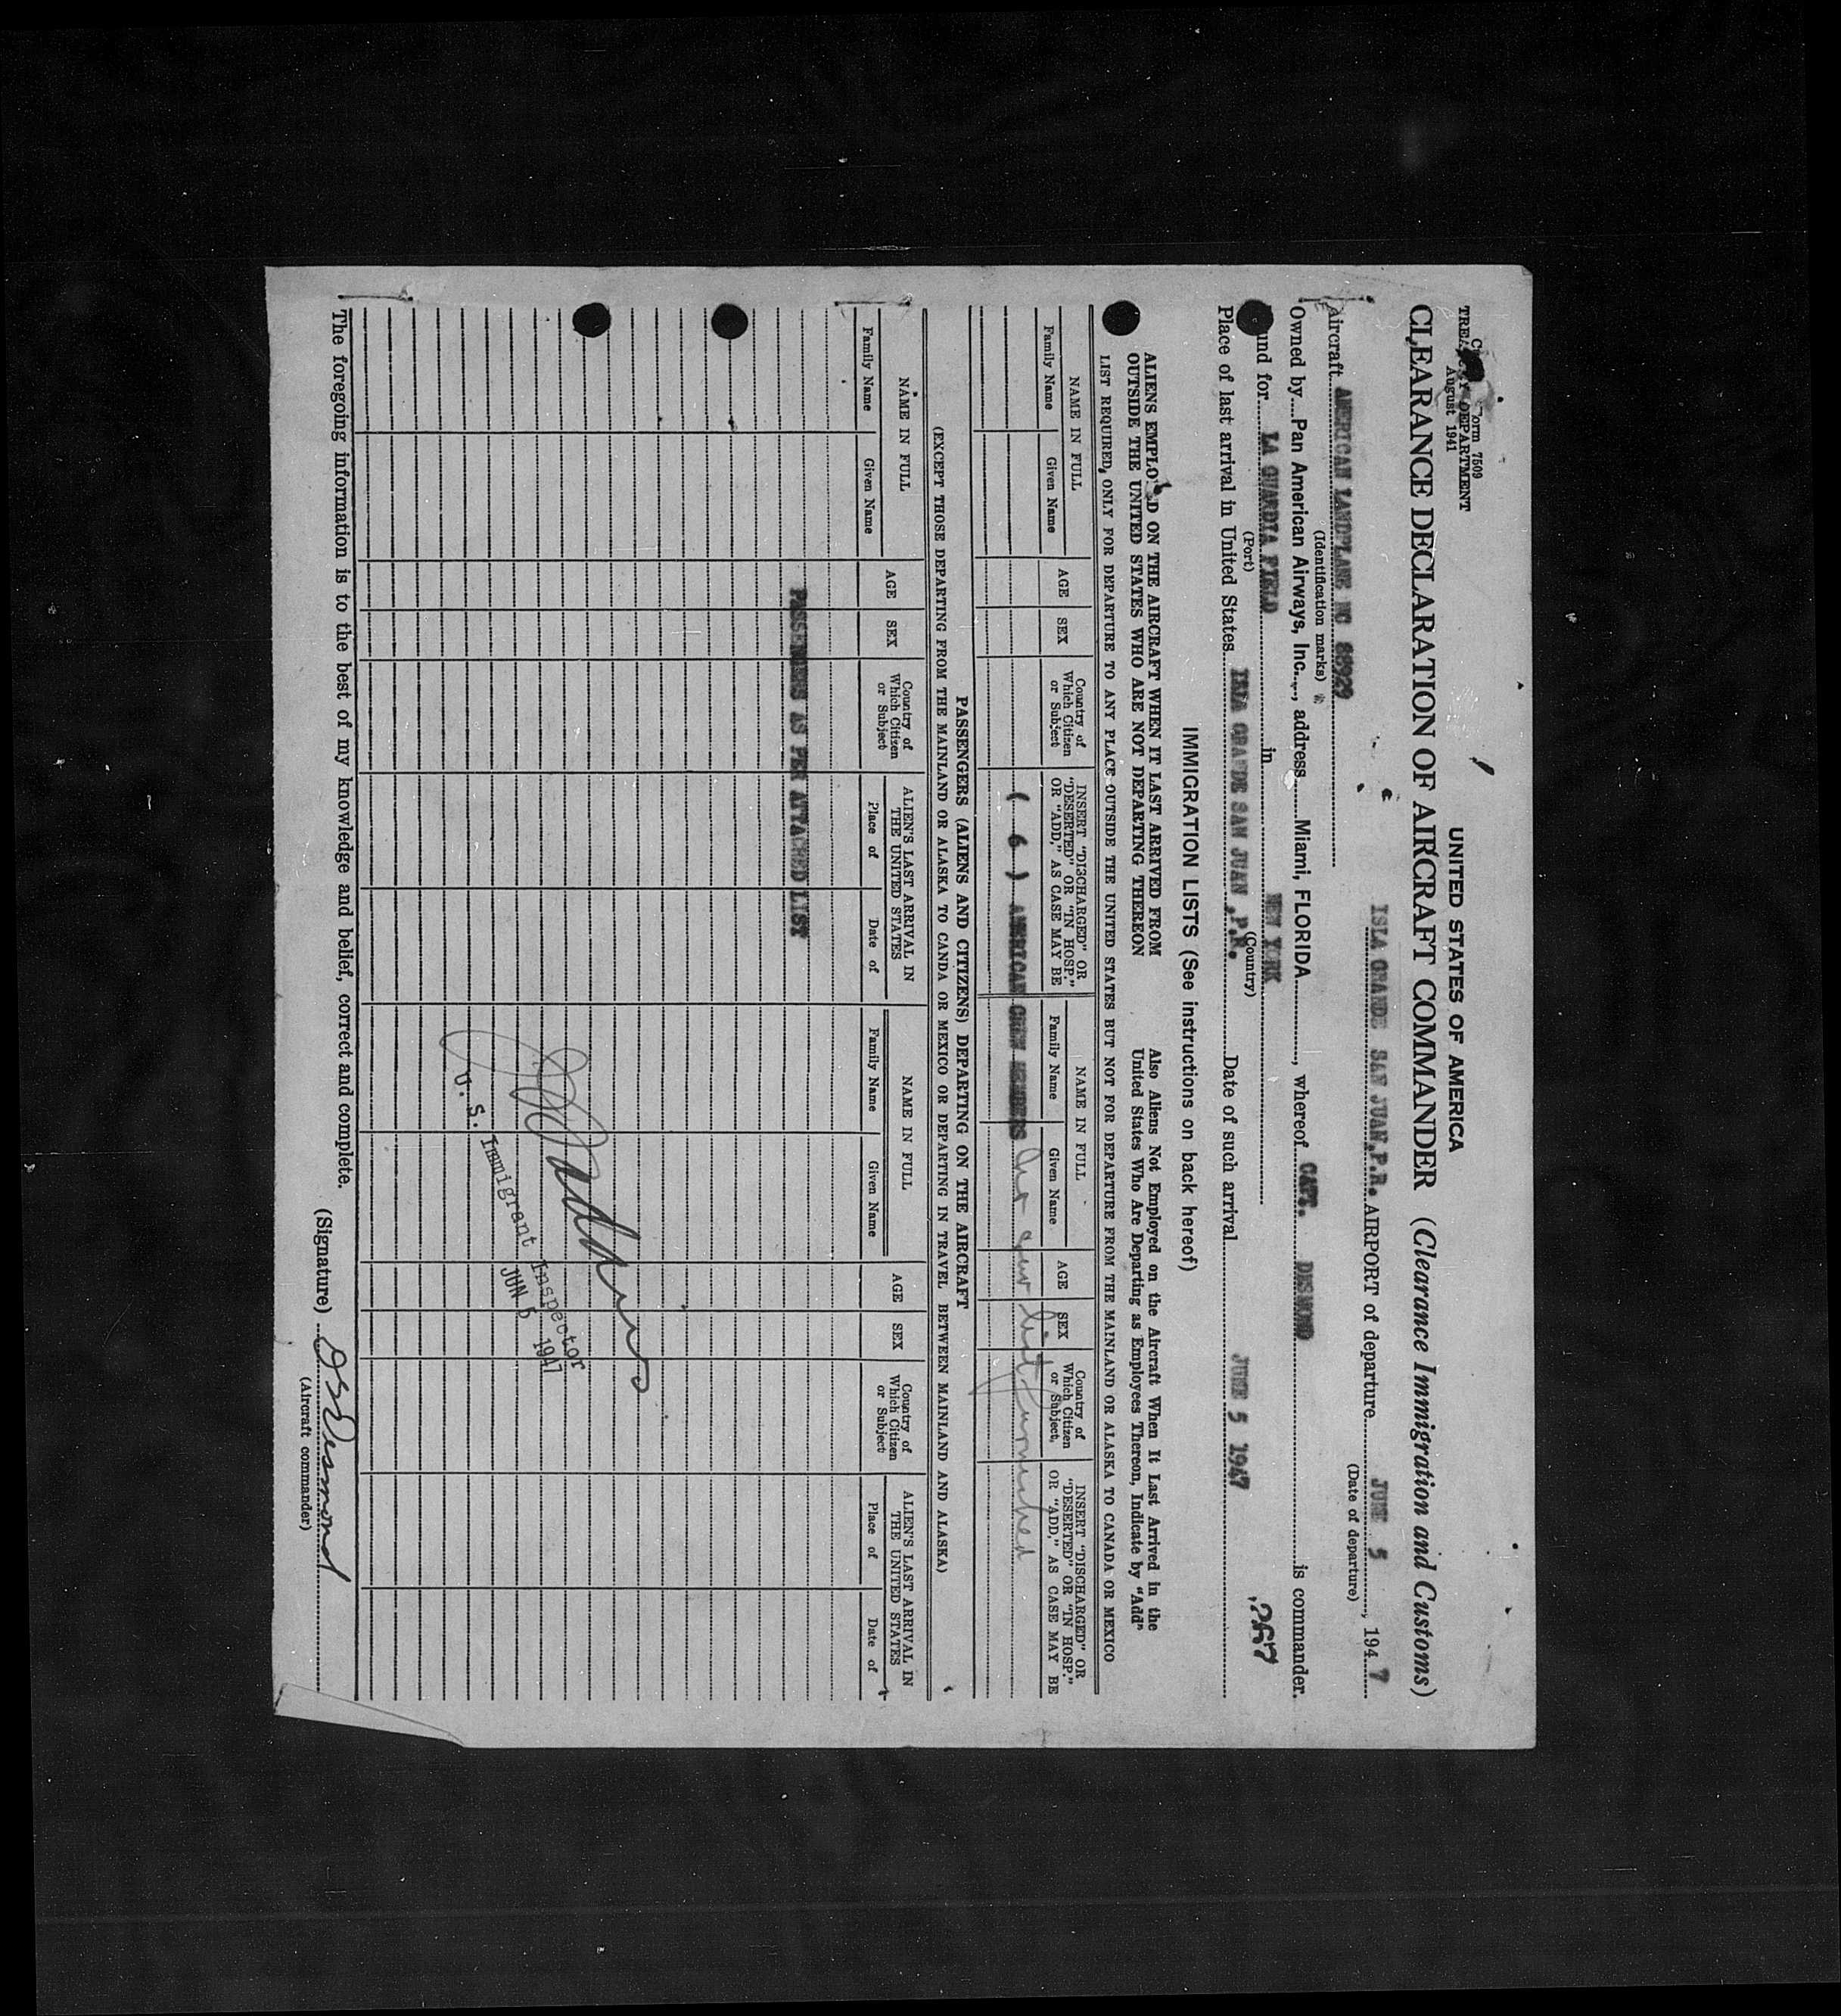 Form 7509
TREASURY DEPARTMENT
August 1941
UNITED STATES OF AMERICA
CLEARANCE DECLARATION OF AIRCRAFT COMMANDER (Clearance Immigration and Customs)
ISLA GRANDE SAN JUAN,P.R. AIRPORT of departure JUNE 5, 1947
(Date of departure)
Aircraft AMERICAN LANDPLANE NC 88929
(Identification marks)
Owned by Pan American Airways, Inc., address Miami, FLORIDA, whereof CAPT. DESMOND is commander.
und for LA GUARDIA FIELD in NEW YORK
(Port) (Country)
Place of last arrival in United States ISLA GRANDE SAN JUAN ,P.R. Date of such arrival JUNE 5 1947
IMMIGRATION LISTS (See instructions on back hereof)
ALIENS EMPLOYED ON THE AIRCRAFT WHEN IT LAST ARRIVED FROM
OUTSIDE THE UNITED STATES WHO ARE NOT DEPARTING THEREON
Also Aliens Not Employed on the Aircraft When It Last Arrived in the
United States Who Are Departing as Employees Thereon, Indicate by "Add"
LIST REQUIRED, ONLY FOR DEPARTURE TO ANY PLACE OUTSIDE THE UNITED STATES BUT NOT FOR DEPARTURE FROM THE MAINLAND OR ALASKA TO CANADA OR MEXICO
NAME IN FULL
Family Name Given Name
AGE
SEX
Country of
Which Citizen
or Subject
INSERT "DISCHARGED" OR
"DESERTED" OR "IN HOSP."
OR "ADD," AS CASE MAY BE
NAME IN FULL
Family Name Given Name
AGE
SEX
Country of
Which Citizen
or Subject,
INSERT "DISCHARGED" OR
"DESERTED" OR "IN HOSP."
OR "ADD," AS CASE MAY BE
( 6 ) AMERICAN CREW MEMBERS no crew list furnished
PASSENGERS (ALIENS AND CITIZENS) DEPARTING ON THE AIRCRAFT
(EXCEPT THOSE DEPARTING FROM THE MAINLAND OR ALASKA TO CANDA OR MEXICO OR DEPARTING IN TRAVEL BETWEEN MAINLAND AND ALASKA)
NAME IN FULL
Family Name Given Name
AGE
SEX
Country of
Which Citizen
or Subject
ALIEN'S LAST ARRIVAL IN
THE UNITED STATES
Place of Date of
NAME IN FULL
Family Name Given Name
AGE
SEX
Country of
Which Citizen
or Subject
ALIEN'S LAST ARRIVAL IN
THE UNITED STATES
Place of Date of
PASSENGERS AS PER ATTACHED LIST
U. S. Immigrant Inspector
JUN 5 1947
The foregoing information is to the best of my knowledge and belief, correct and complete.
(Signature) Desmond
(Aircraft commander)